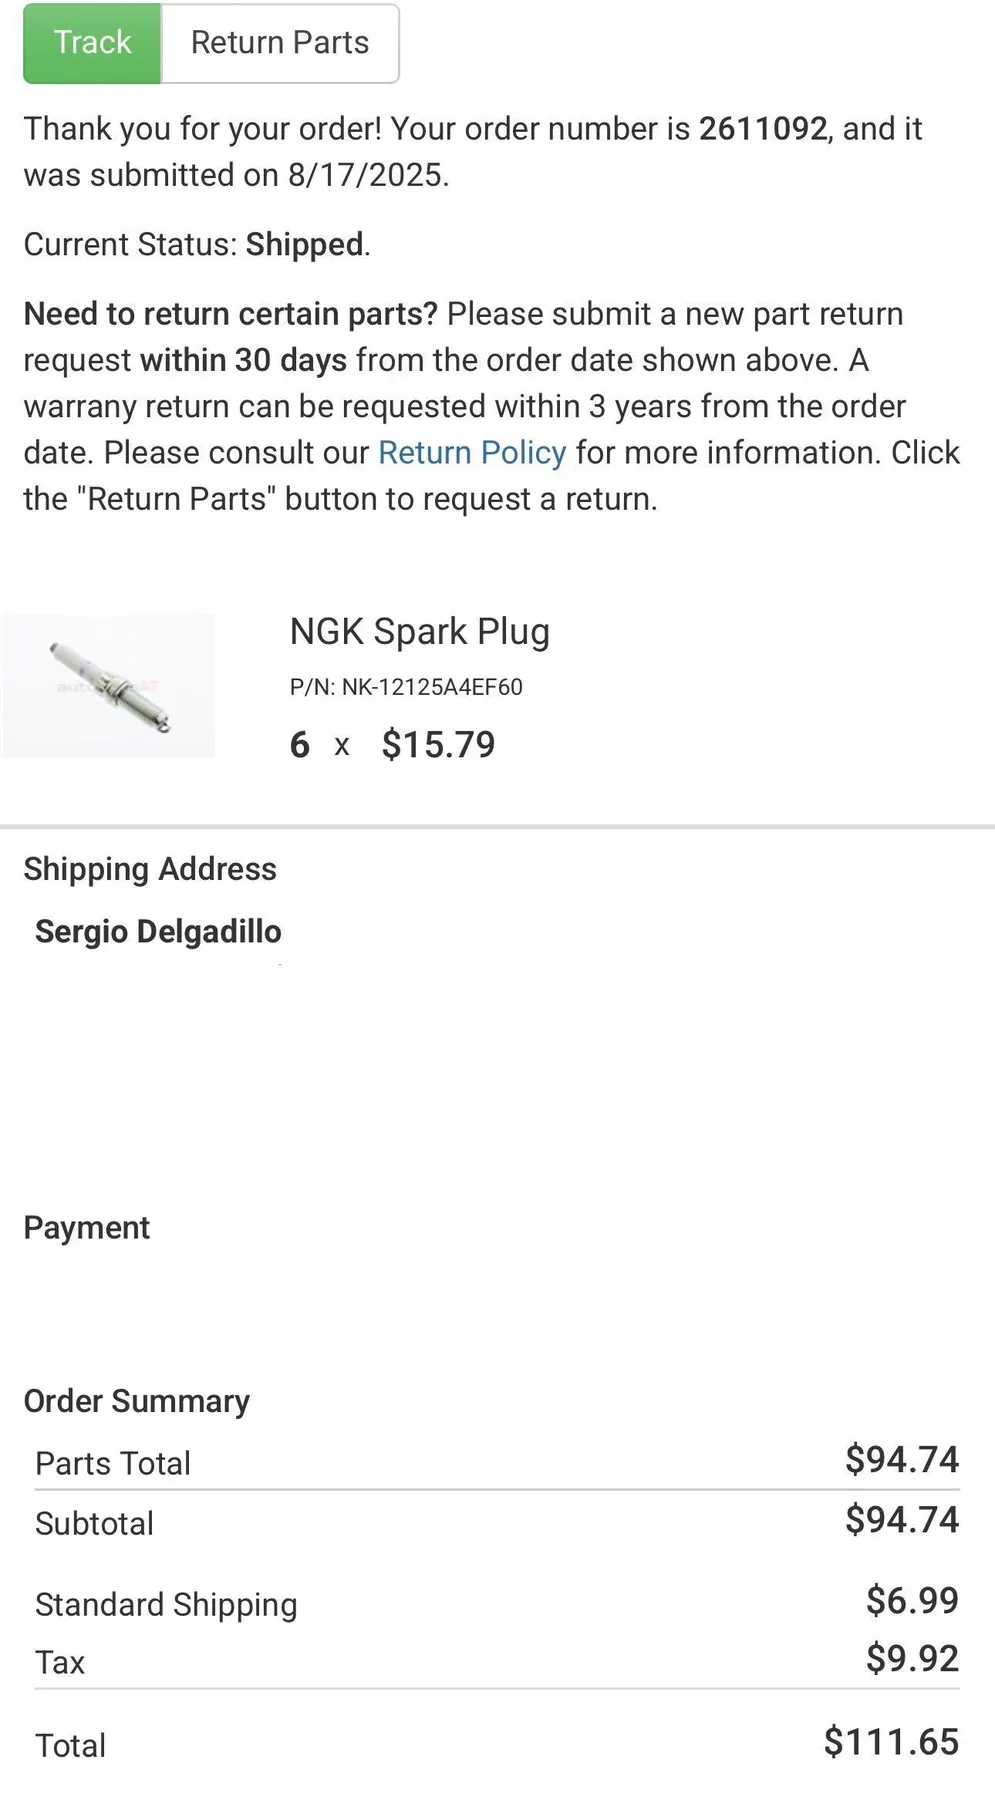 Track Return Parts
Thank you for your order! Your order number is 2611092, and it
was submitted on 8/17/2025.
Current Status: Shipped.
Need to return certain parts? Please submit a new part return
request within 30 days from the order date shown above. A
warrany return can be requested within 3 years from the order
date. Please consult our Return Policy for more information. Click
the "Return Parts" button to request a return.
NGK Spark Plug
P/N: NK-12125A4EF60
6 x $15.79
Shipping Address
Sergio Delgadillo
Payment
Order Summary
Parts Total $94.74
Subtotal $94.74
Standard Shipping $6.99
Tax $9.92
Total $111.65